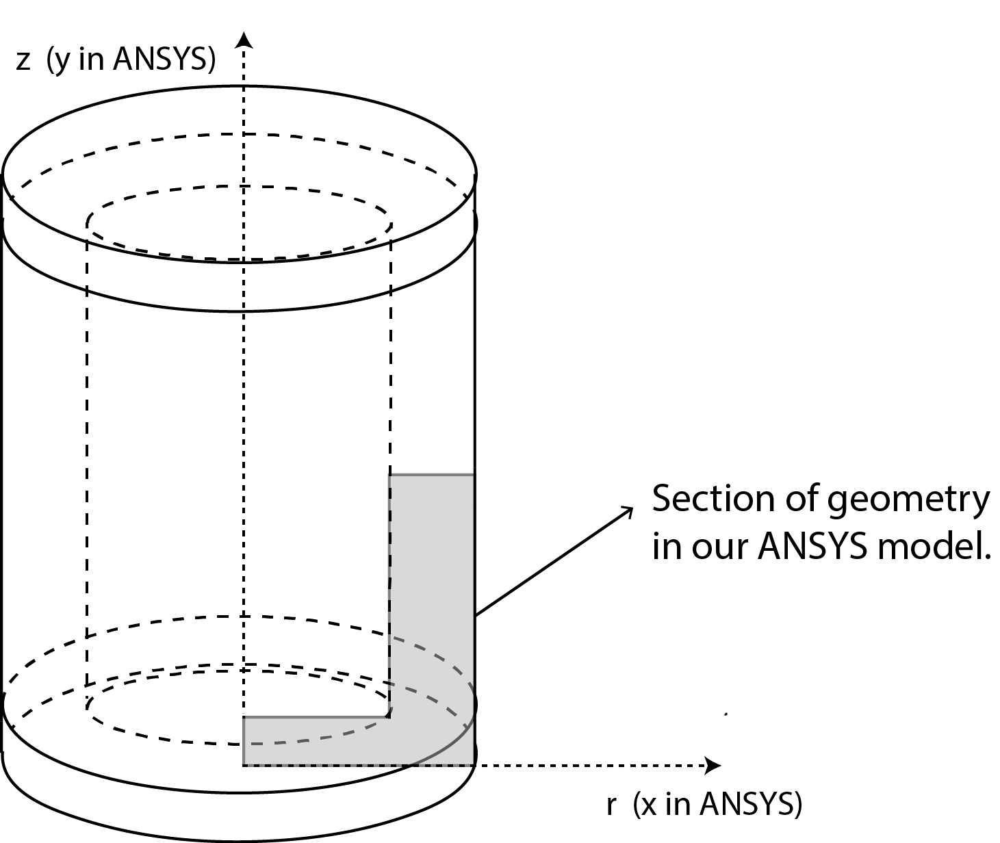 z (y in ANSYS)
Section of geometry
in our ANSYS model.
r (x in ANSYS)